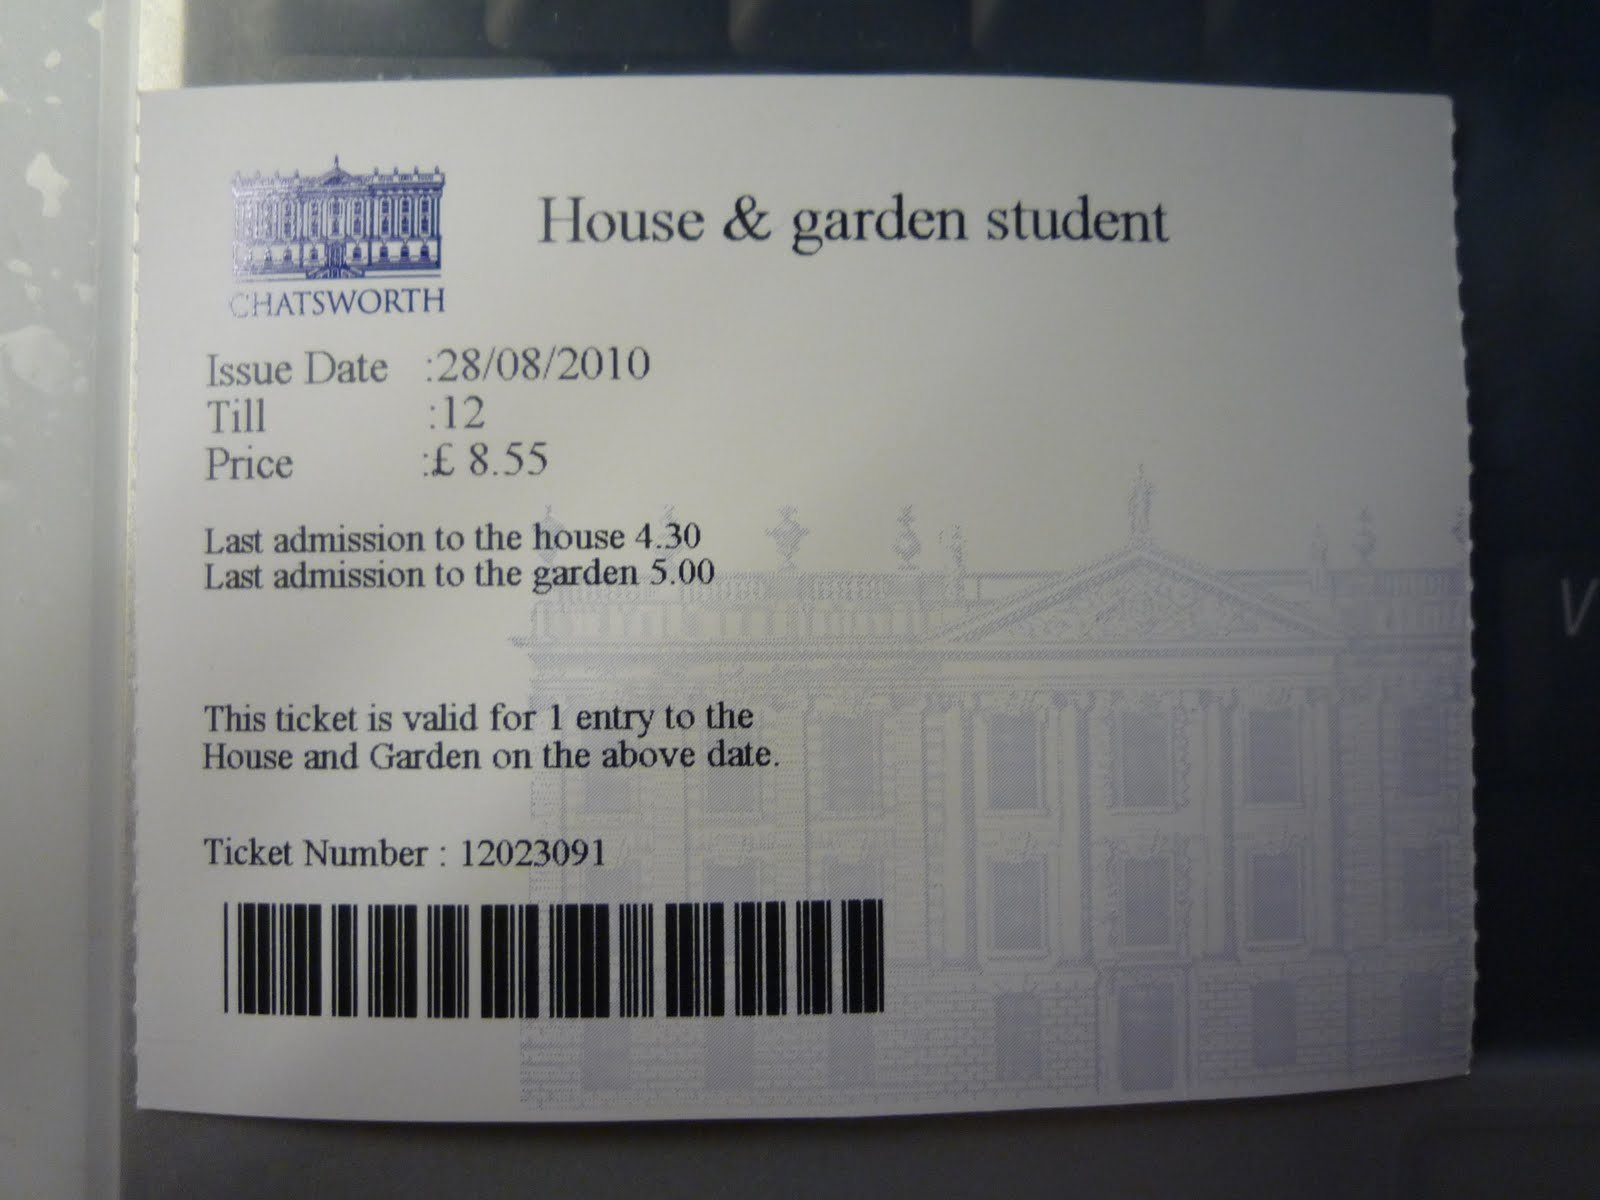 House & garden student
CHATSWORTH
Issue Date :28/08/2010
Till :12
Price :£ 8.55
Last admission to the house 4.30
Last admission to the garden 5.00
This ticket is valid for 1 entry to the
House and Garden on the above date.
Ticket Number : 12023091
V